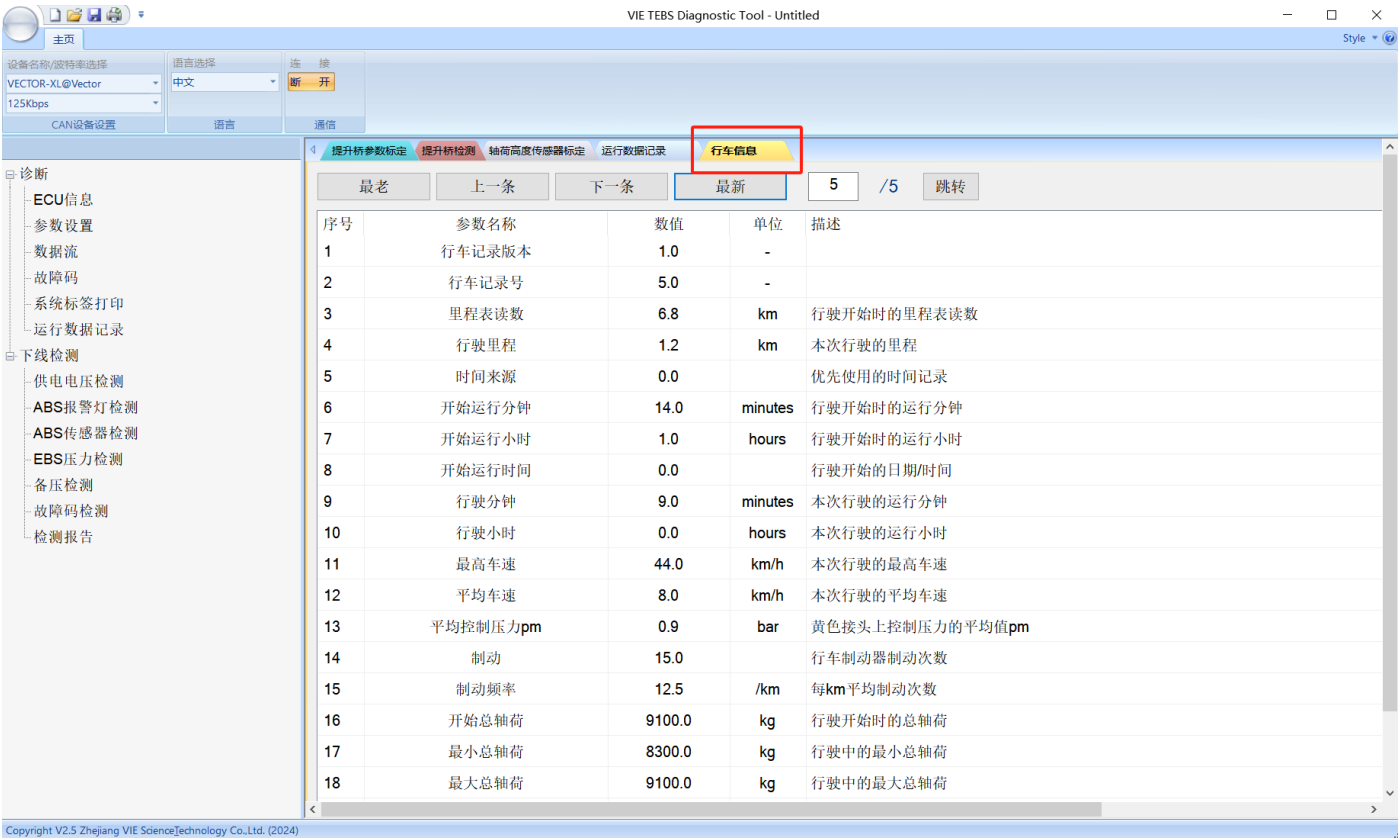 VIE TEBS Diagnostic Tool - Untitled
主页
Style
设备名称/波特率选择
VECTOR-XL@Vector
125Kbps
CAN设备设置
语言选择
中文
语言
连 接
断 开
通信
诊断
ECU信息
参数设置
数据流
故障码
系统标签打印
运行数据记录
下线检测
供电电压检测
ABS报警灯检测
ABS传感器检测
EBS压力检测
备压检测
故障码检测
检测报告
提升桥参数标定 提升桥检测 轴荷高度传感器标定 运行数据记录 行车信息
最老 上一条 下一条 最新 5 /5 跳转
序号 参数名称 数值 单位 描述
1 行车记录版本 1.0 -
2 行车记录号 5.0 -
3 里程表读数 6.8 km 行驶开始时的里程表读数
4 行驶里程 1.2 km 本次行驶的里程
5 时间来源 0.0 优先使用的时间记录
6 开始运行分钟 14.0 minutes 行驶开始时的运行分钟
7 开始运行小时 1.0 hours 行驶开始时的运行小时
8 开始运行时间 0.0 行驶开始的日期/时间
9 行驶分钟 9.0 minutes 本次行驶的运行分钟
10 行驶小时 0.0 hours 本次行驶的运行小时
11 最高车速 44.0 km/h 本次行驶的最高车速
12 平均车速 8.0 km/h 本次行驶的平均车速
13 平均控制压力pm 0.9 bar 黄色接头上控制压力的平均值pm
14 制动 15.0 行车制动器制动次数
15 制动频率 12.5 /km 每km平均制动次数
16 开始总轴荷 9100.0 kg 行驶开始时的总轴荷
17 最小总轴荷 8300.0 kg 行驶中的最小总轴荷
18 最大总轴荷 9100.0 kg 行驶中的最大总轴荷
Copyright V2.5 Zhejiang VIE ScienceTechnology Co.,Ltd. (2024)